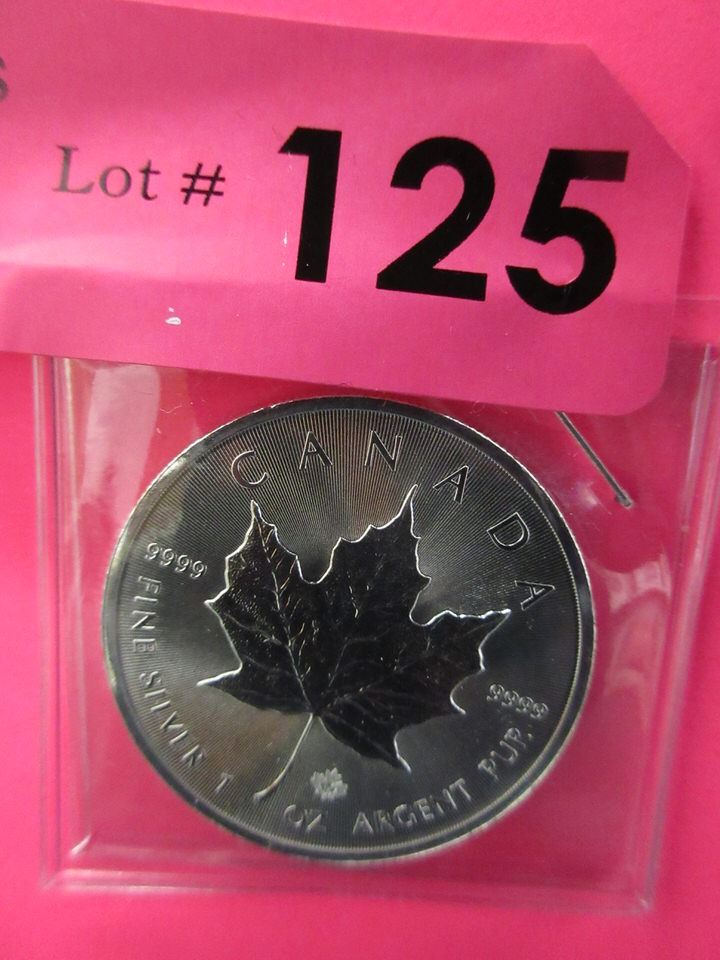 Lot # 125
CANADA
9999
9999
FINE SILVER 1 OZ ARGENT PUR